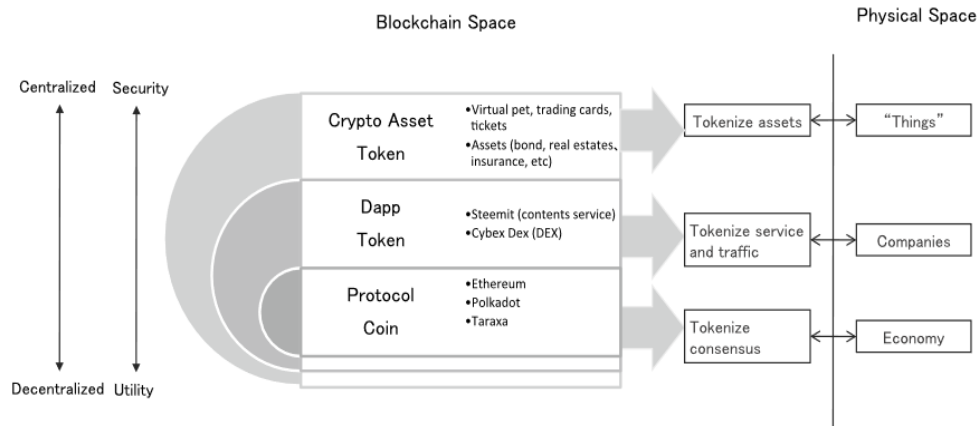 Blockchain Space
Physical Space
Centralized
Security
Crypto Asset
Token
•Virtual pet, trading cards,
tickets
•Assets (bond, real estates、
insurance, etc)
Tokenize assets
“Things”
Dapp
Token
•Steemit (contents service)
•Cybex Dex (DEX)
Tokenize service
and traffic
Companies
Protocol
Coin
•Ethereum
•Polkadot
•Taraxa
Tokenize
consensus
Economy
Decentralized
Utility